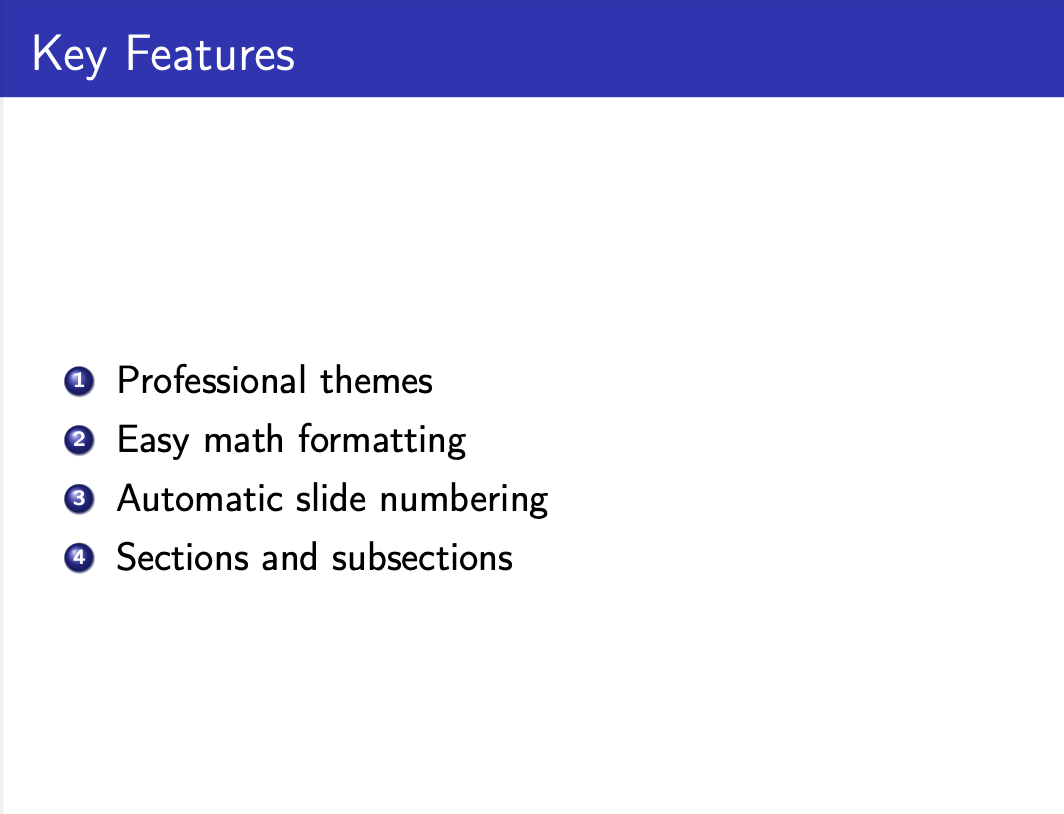 Key Features
1 Professional themes
2 Easy math formatting
3 Automatic slide numbering
4 Sections and subsections